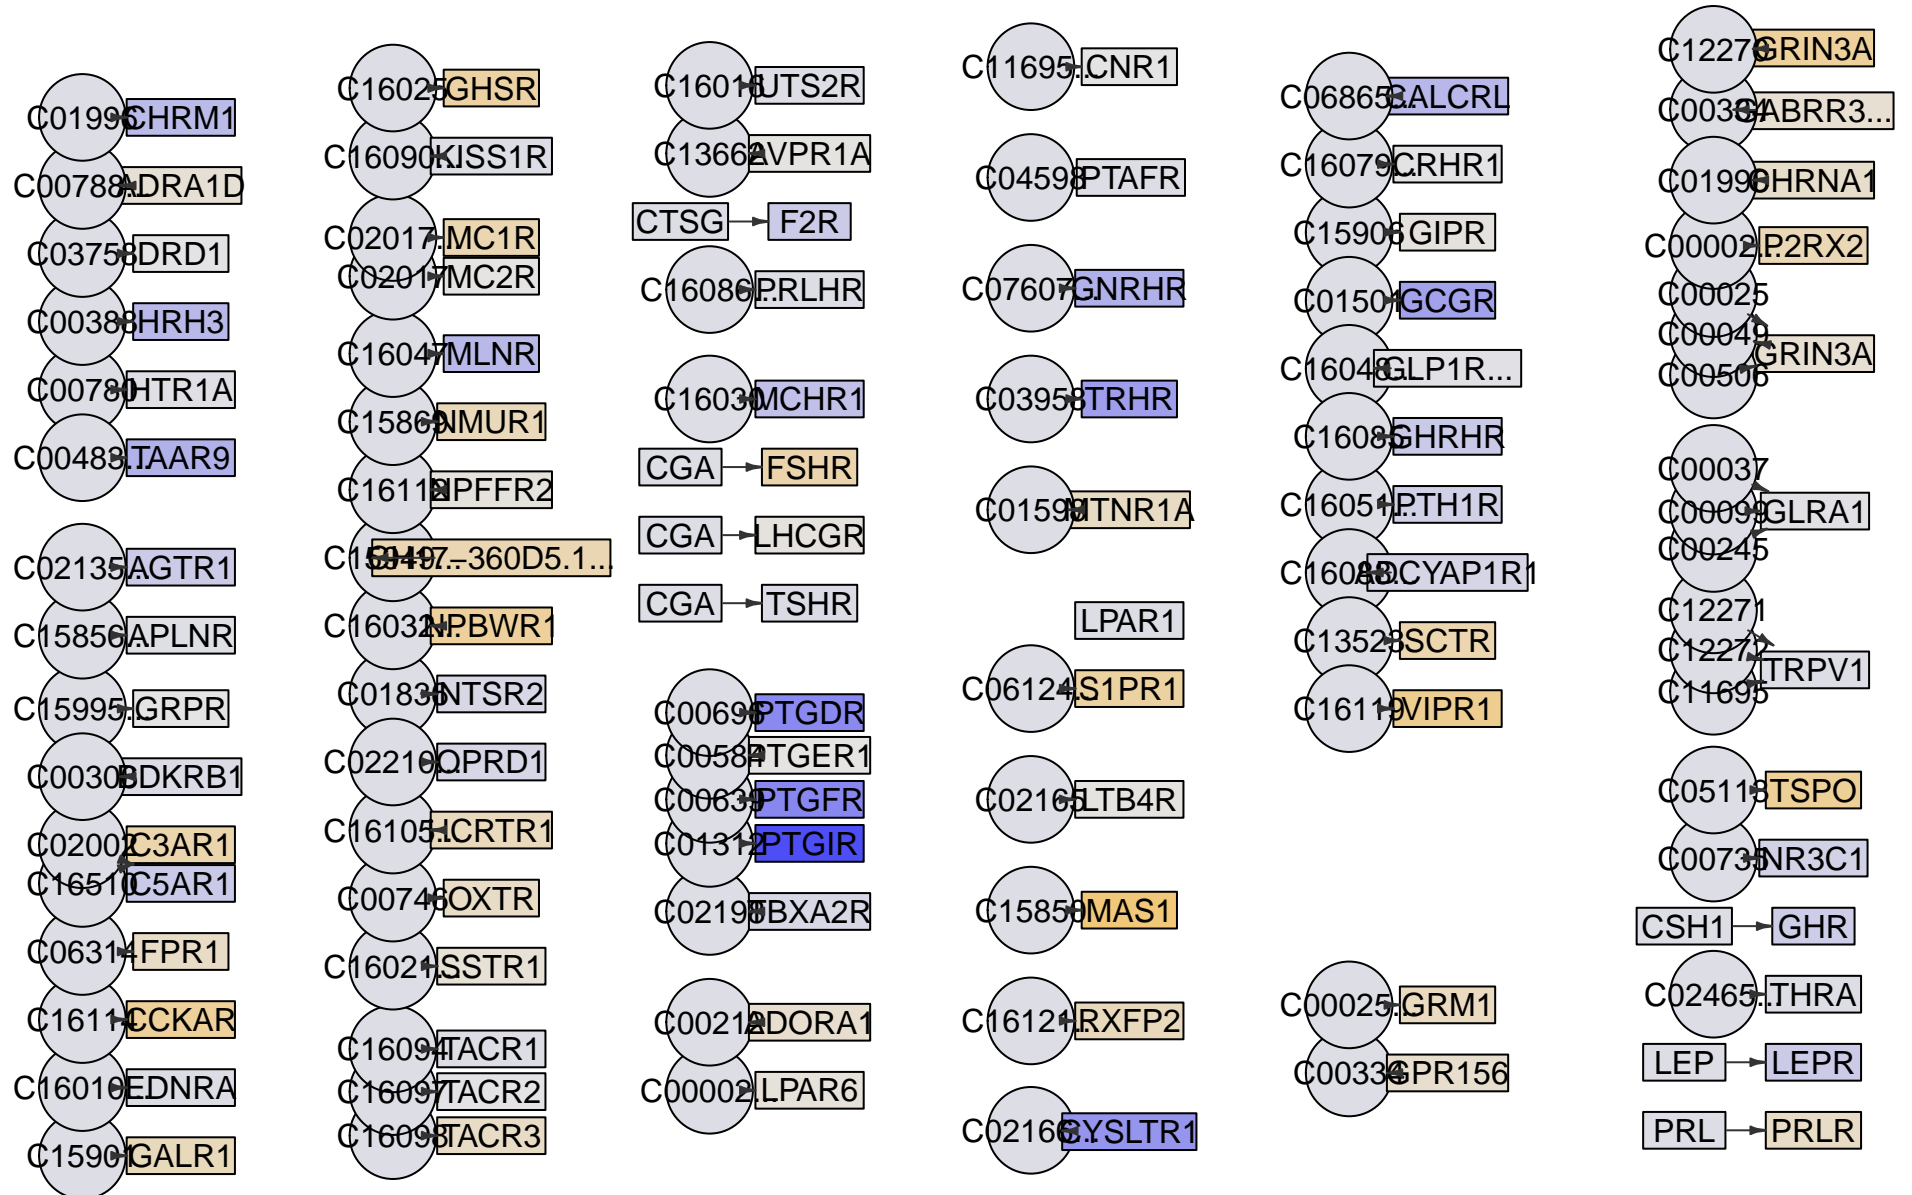 C01996 CHRM1
C00788... ADRA1D
C03758 DRD1
C00388 HRH3
C00780 HTR1A
C00483... TAAR9
C02135... AGTR1
C15856... APLNR
C15995... GRPR
C00306 BDKRB1
C02002 C3AR1
C16510 C5AR1
C06314 FPR1
C16114 CCKAR
C16010 EDNRA
C15901 GALR1
C16025 GHSR
C16090... KISS1R
C02017... MC1R
C02017 MC2R
C16047 MLNR
C15869 NMUR1
C16118 NPFFR2
–360D5.1...
C16032... NPBWR1
C01836 NTSR2
C02210... OPRD1
C16105... HCRTR1
C00746 OXTR
C16021... SSTR1
C16094 TACR1
C16097 TACR2
C16098 TACR3
C16016 UTS2R
C13662 AVPR1A
CTSG F2R
C16086... PRLHR
C16030 MCHR1
CGA FSHR
CGA LHCGR
CGA TSHR
C00696 PTGDR
C00584 PTGER1
C00639 PTGFR
C01312 PTGIR
C02198 TBXA2R
C00212 ADORA1
C00002... LPAR6
C11695... CNR1
C04598 PTAFR
C07607... GNRHR
C03958 TRHR
C01598 MTNR1A
LPAR1
C06124... S1PR1
C02165 LTB4R
C15850 MAS1
C16121... RXFP2
C02166... CYSLTR1
C06865... CALCRL
C16079... CRHR1
C15906 GIPR
C01501 GCGR
C16048... GLP1R...
C16085 GHRHR
C16051... PTH1R
C16088... ADCYAP1R1
C13523 SCTR
C16119 VIPR1
C00025... GRM1
C00334 GPR156
C12270 GRIN3A
C00334 GABRR3...
C01996 CHRNA1
C00002... P2RX2
C00025
C00049
GRIN3A
C00506
C00037
C00099 GLRA1
C00245
C12271
C12272 TRPV1
C11695
C05113 TSPO
C00735 NR3C1
CSH1 GHR
C02465... THRA
LEP LEPR
PRL PRLR